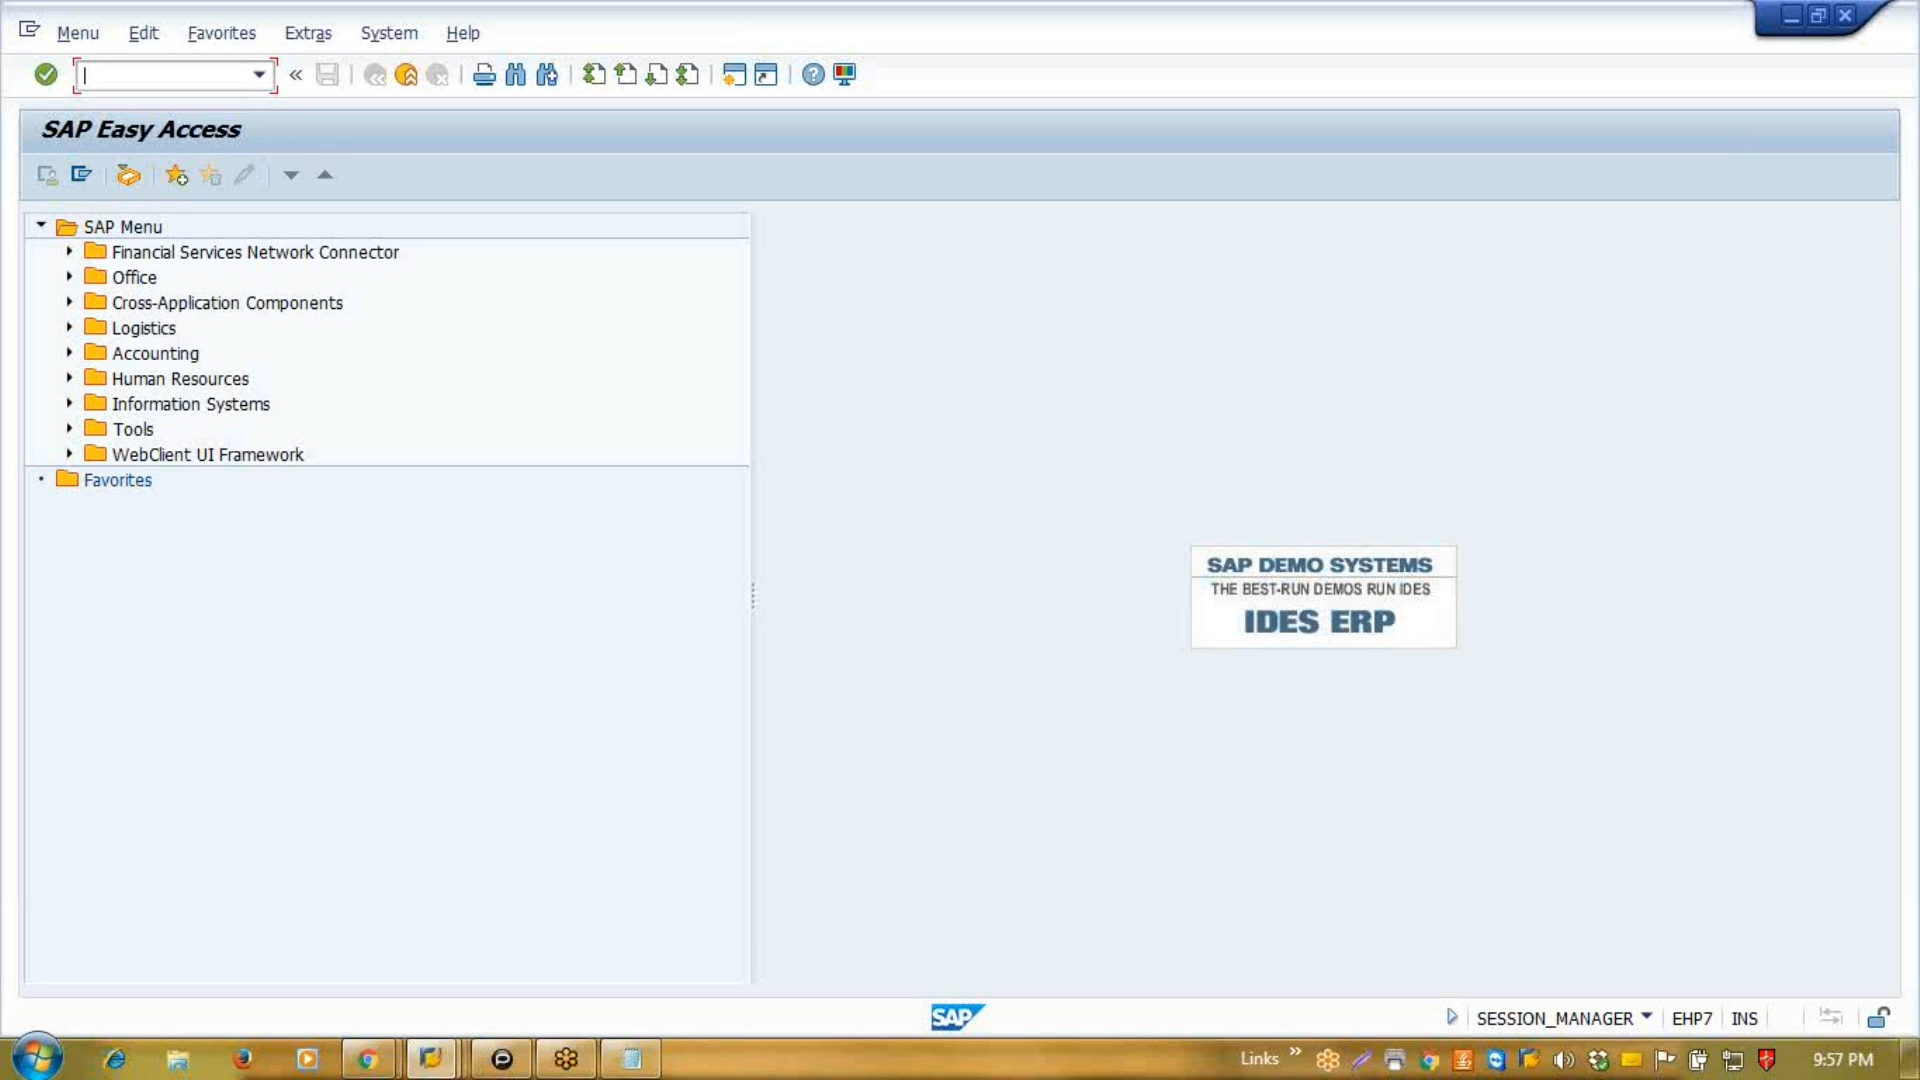 Menu Edit Favorites Extras System Help
SAP Easy Access
SAP Menu
Financial Services Network Connector
Office
Cross-Application Components
Logistics
Accounting
Human Resources
Information Systems
Tools
WebClient UI Framework
Favorites
SAP DEMO SYSTEMS
THE BEST-RUN DEMOS RUN IDES
IDES ERP
SAP
SESSION_MANAGER EHP7 INS
Links » 9:57 PM